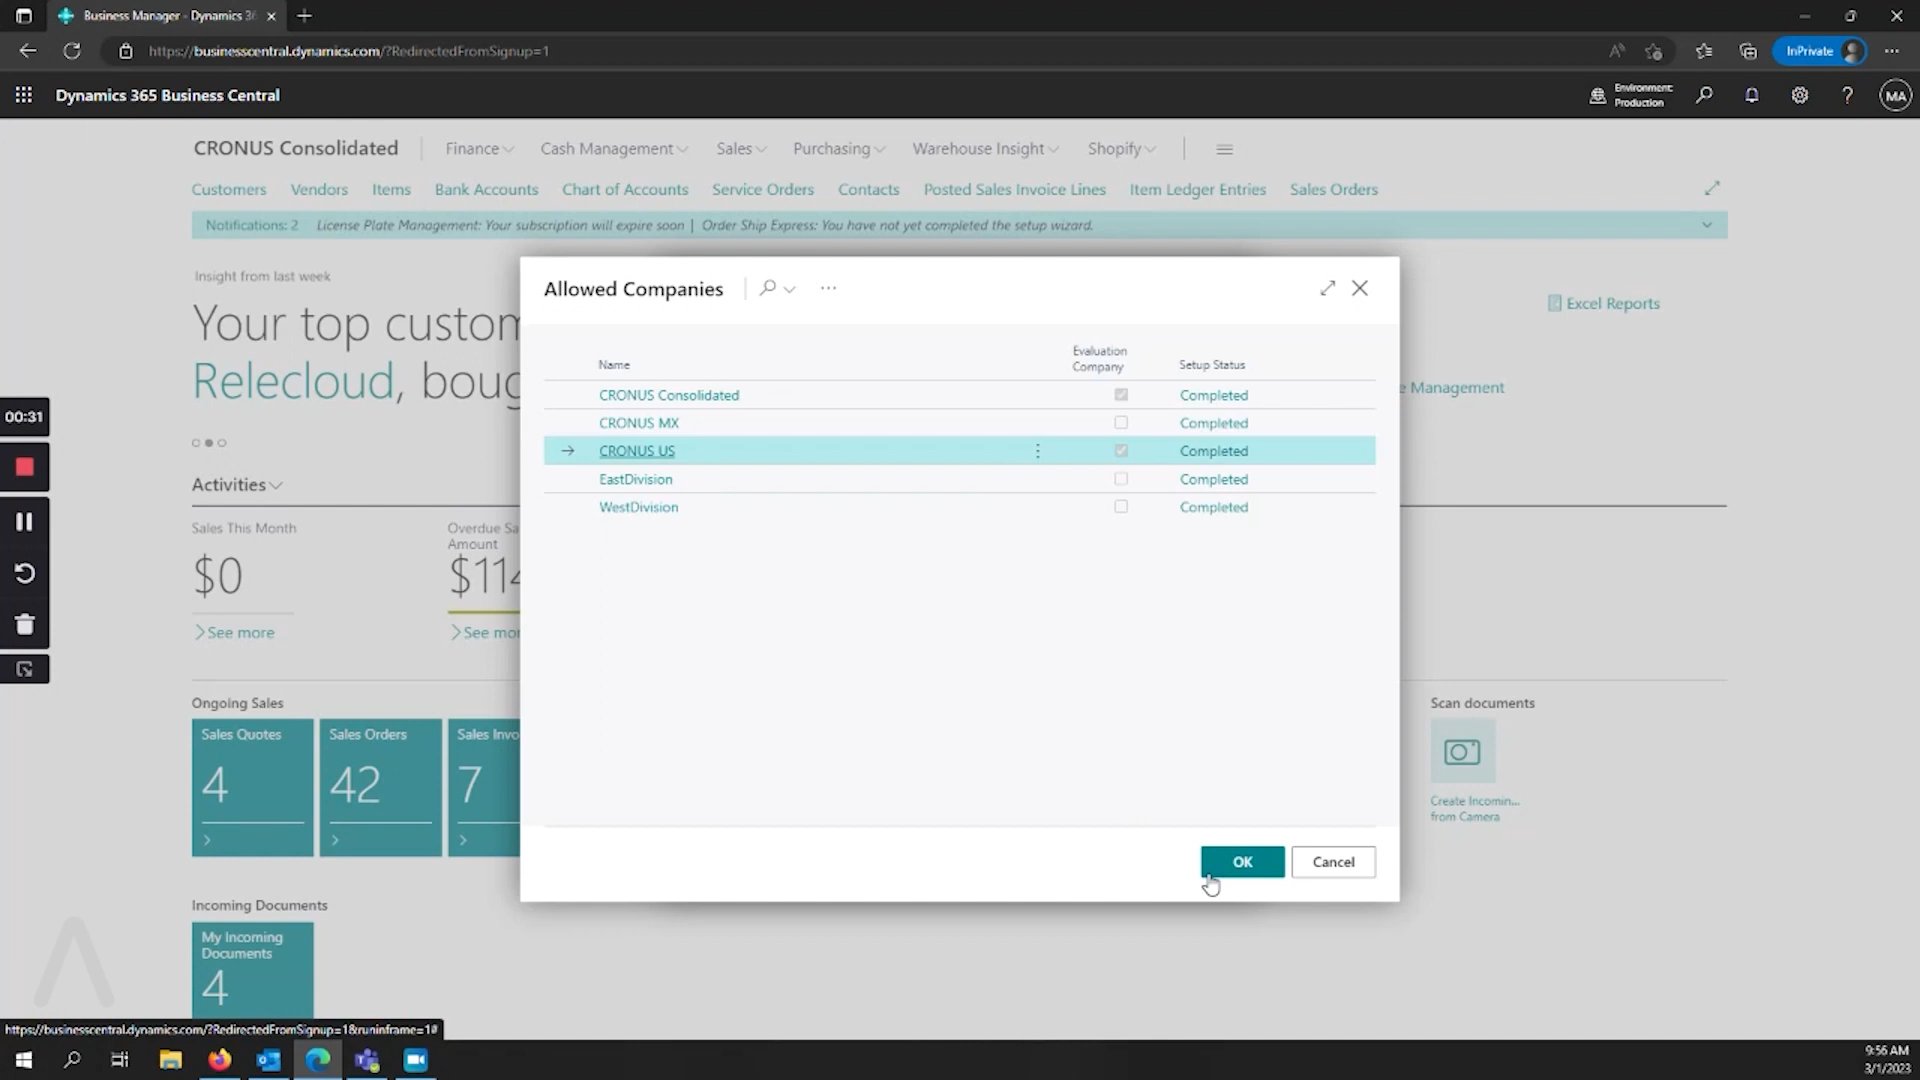 Business Manager - Dynamics 36
https://businesscentral.dynamics.com/?RedirectedFromSignup=1
InPrivate
Dynamics 365 Business Central
Environment:
Production
MA
CRONUS Consolidated
Finance
Cash Management
Sales
Purchasing
Warehouse Insight
Shopify
Customers
Vendors
Items
Bank Accounts
Chart of Accounts
Service Orders
Contacts
Posted Sales Invoice Lines
Item Ledger Entries
Sales Orders
Notifications: 2 License Plate Management: Your subscription will expire soon | Order Ship Express: You have not yet completed the setup wizard.
Insight from last week
Your top custom
Relecloud, boug
Excel Reports
e Management
Allowed Companies
Name
Evaluation
Company
Setup Status
CRONUS Consolidated Completed
CRONUS MX Completed
CRONUS US Completed
EastDivision Completed
WestDivision Completed
OK
Cancel
00:31
Activities
Sales This Month
$0
See more
Overdue Sa
Amount
$114
See mor
Ongoing Sales
Sales Quotes
4
Sales Orders
42
Sales Invo
7
Scan documents
Create Incomin...
from Camera
Incoming Documents
My Incoming
Documents
4
https://businesscentral.dynamics.com/?RedirectedFromSignup=1&runinframe=1#
9:56 AM
3/1/2023